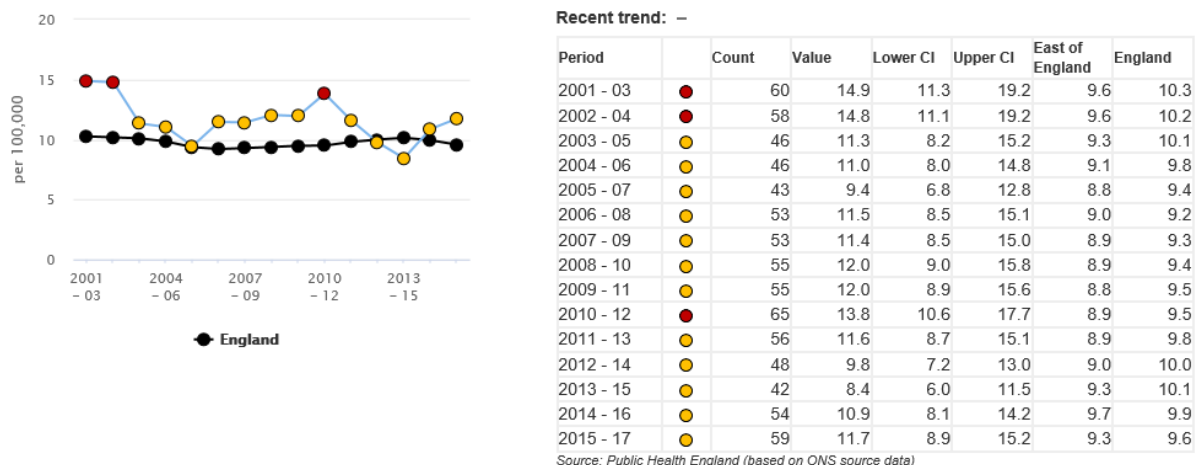 20
15
10
5
0
per 100,000
2001 2004 2007 2010 2013
- 03 - 06 - 09 - 12 - 15
England
Recent trend: –
Period Count Value Lower CI Upper CI East of England England
2001 - 03 60 14.9 11.3 19.2 9.6 10.3
2002 - 04 58 14.8 11.1 19.2 9.6 10.2
2003 - 05 46 11.3 8.2 15.2 9.3 10.1
2004 - 06 46 11.0 8.0 14.8 9.1 9.8
2005 - 07 43 9.4 6.8 12.8 8.8 9.4
2006 - 08 53 11.5 8.5 15.1 9.0 9.2
2007 - 09 53 11.4 8.5 15.0 8.9 9.3
2008 - 10 55 12.0 9.0 15.8 8.9 9.4
2009 - 11 55 12.0 8.9 15.6 8.8 9.5
2010 - 12 65 13.8 10.6 17.7 8.9 9.5
2011 - 13 56 11.6 8.7 15.1 8.9 9.8
2012 - 14 48 9.8 7.2 13.0 9.0 10.0
2013 - 15 42 8.4 6.0 11.5 9.3 10.1
2014 - 16 54 10.9 8.1 14.2 9.7 9.9
2015 - 17 59 11.7 8.9 15.2 9.3 9.6
Source: Public Health England (based on ONS source data)